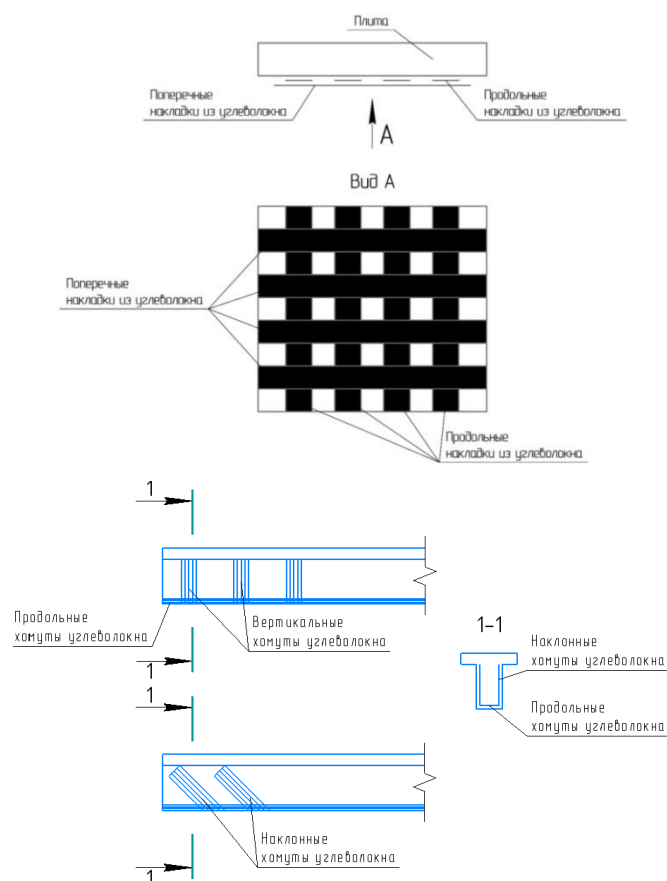 Плита
Поперечные
накладки из углеволокна
Продольные
накладки из углеволокна
А
Вид А
Поперечные
накладки из углеволокна
Продольные
накладки из углеволокна
1
Продольные
хомуты углеволокна
Вертикальные
хомуты углеволокна
1
1-1
Наклонные
хомуты углеволокна
Продольные
хомуты углеволокна
1
Наклонные
хомуты углеволокна
1